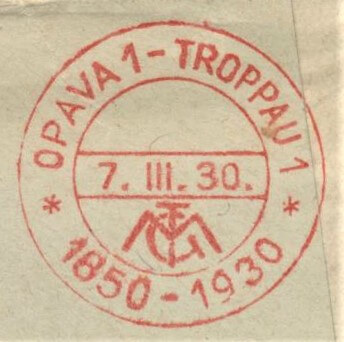 OPAVA 1 - TROPPAU 1
7. III. 30.
* 1850 - 1930 *